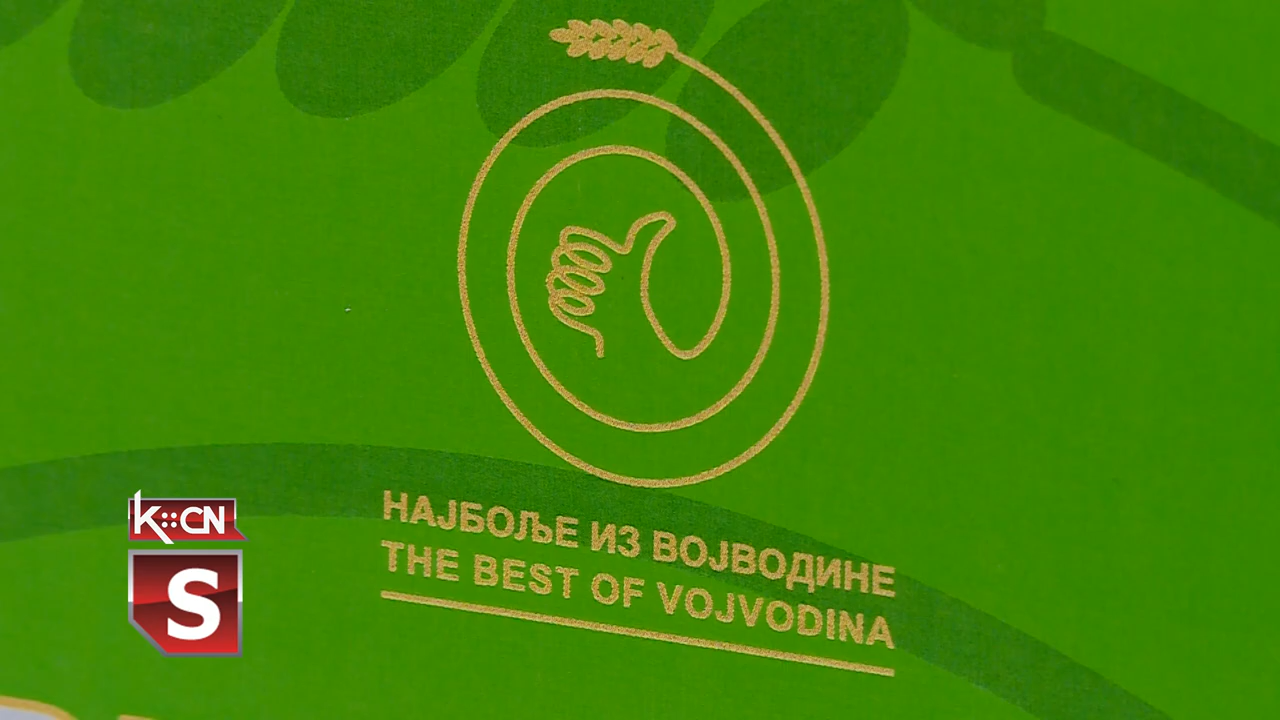 НАЈБОЉЕ ИЗ ВОЈВОДИНЕ
THE BEST OF VOJVODINA
K::CN
S